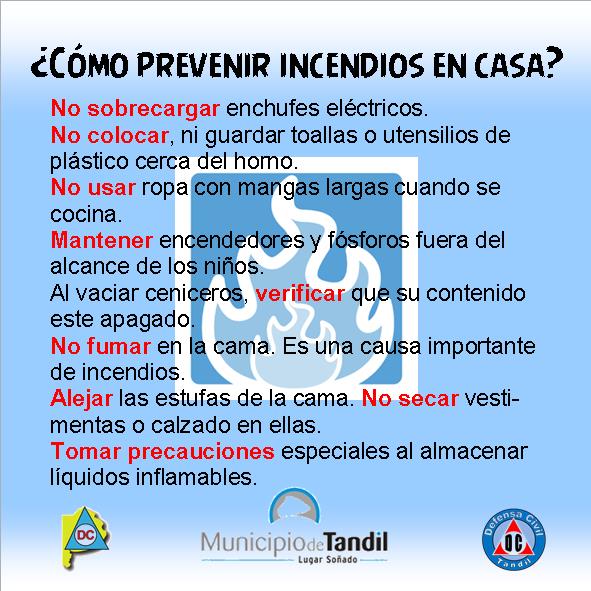 ¿CÓMO PREVENIR INCENDIOS EN CASA?
No sobrecargar enchufes eléctricos.
No colocar, ni guardar toallas o utensilios de
plástico cerca del horno.
No usar ropa con mangas largas cuando se
cocina.
Mantener encendedores y fósforos fuera del
alcance de los niños.
Al vaciar ceniceros, verificar que su contenido
este apagado.
No fumar en la cama. Es una causa importante
de incendios.
Alejar las estufas de la cama. No secar vesti-
mentas o calzado en ellas.
Tomar precauciones especiales al almacenar
líquidos inflamables.
DC
Municipio de Tandil
Lugar Soñado
Defensa Civil
DC
Tandil